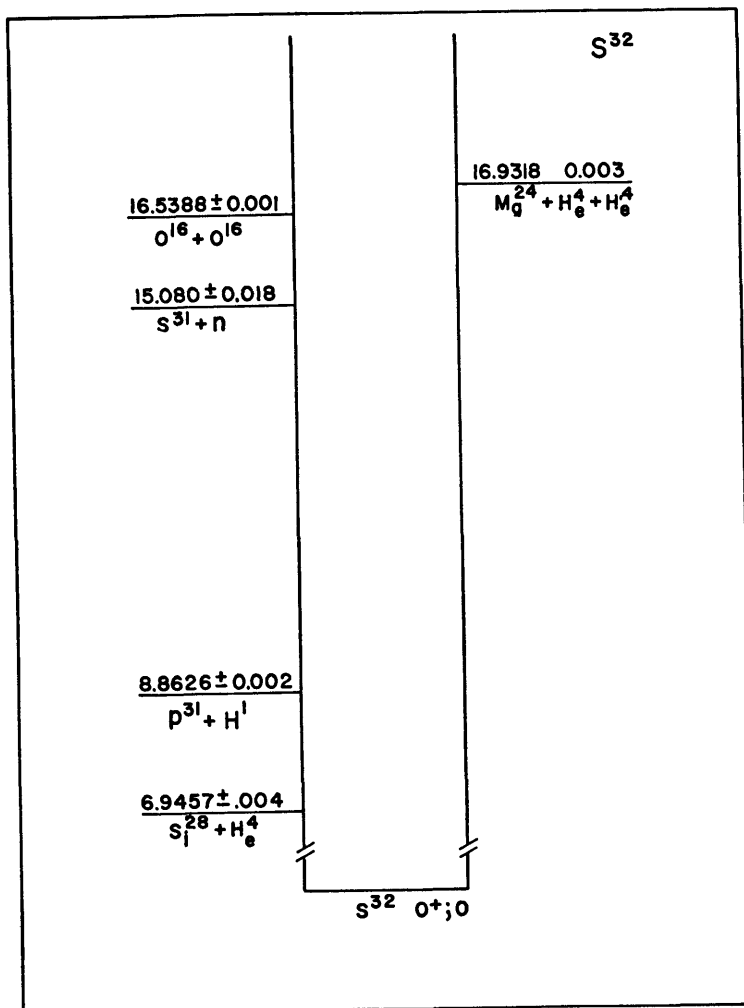 S³²
16.9318 0.003
Mg²⁴ + He⁴ + He⁴
16.5388 ± 0.001
O¹⁶ + O¹⁶
15.080 ± 0.018
S³¹ + n
8.8626 ± 0.002
P³¹ + H¹
6.9457 ± .004
Si²⁸ + He⁴
S³² 0⁺;0